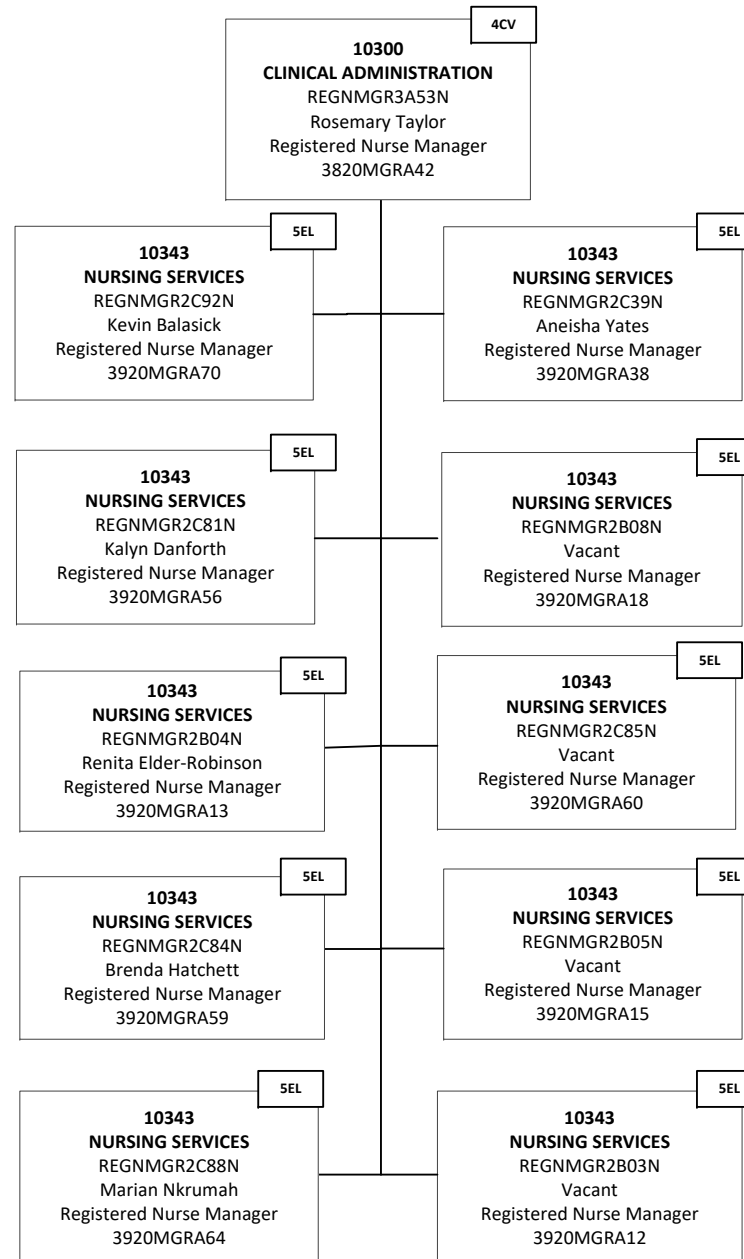 4CV
10300
CLINICAL ADMINISTRATION
REGNMGR3A53N
Rosemary Taylor
Registered Nurse Manager
3820MGRA42
5EL
10343
NURSING SERVICES
REGNMGR2C92N
Kevin Balasick
Registered Nurse Manager
3920MGRA70
5EL
10343
NURSING SERVICES
REGNMGR2C39N
Aneisha Yates
Registered Nurse Manager
3920MGRA38
5EL
10343
NURSING SERVICES
REGNMGR2C81N
Kalyn Danforth
Registered Nurse Manager
3920MGRA56
5EL
10343
NURSING SERVICES
REGNMGR2B08N
Vacant
Registered Nurse Manager
3920MGRA18
5EL
10343
NURSING SERVICES
REGNMGR2B04N
Renita Elder-Robinson
Registered Nurse Manager
3920MGRA13
5EL
10343
NURSING SERVICES
REGNMGR2C85N
Vacant
Registered Nurse Manager
3920MGRA60
5EL
10343
NURSING SERVICES
REGNMGR2C84N
Brenda Hatchett
Registered Nurse Manager
3920MGRA59
5EL
10343
NURSING SERVICES
REGNMGR2B05N
Vacant
Registered Nurse Manager
3920MGRA15
5EL
10343
NURSING SERVICES
REGNMGR2C88N
Marian Nkrumah
Registered Nurse Manager
3920MGRA64
5EL
10343
NURSING SERVICES
REGNMGR2B03N
Vacant
Registered Nurse Manager
3920MGRA12